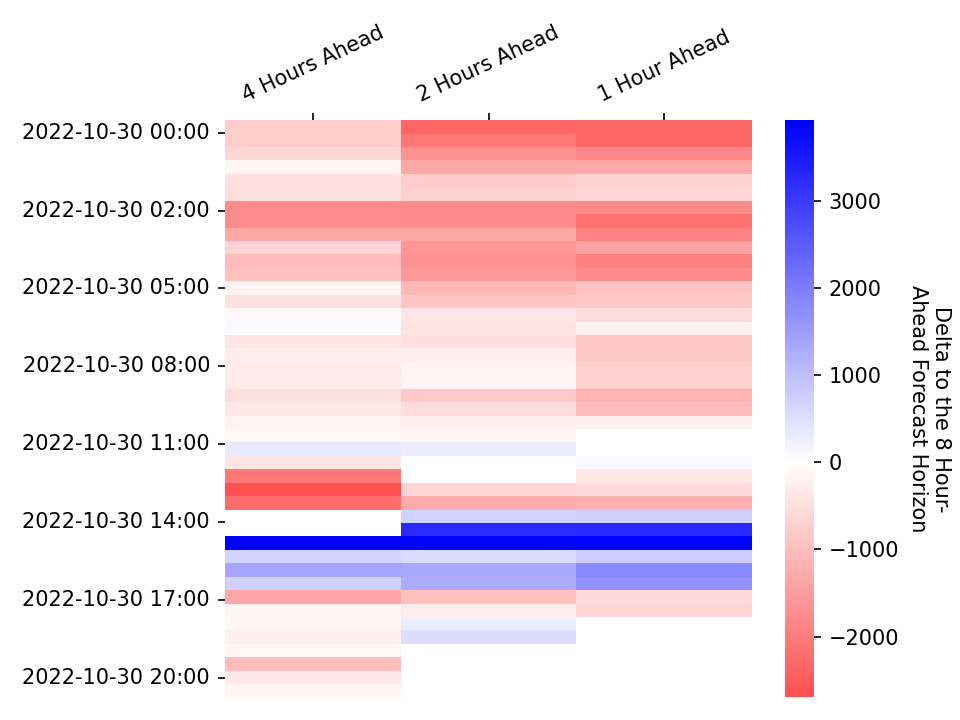 4 Hours Ahead
2 Hours Ahead
1 Hour Ahead
2022-10-30 00:00
2022-10-30 02:00
2022-10-30 05:00
2022-10-30 08:00
2022-10-30 11:00
2022-10-30 14:00
2022-10-30 17:00
2022-10-30 20:00
3000
2000
1000
0
−1000
−2000
Delta to the 8 Hour-
Ahead Forecast Horizon